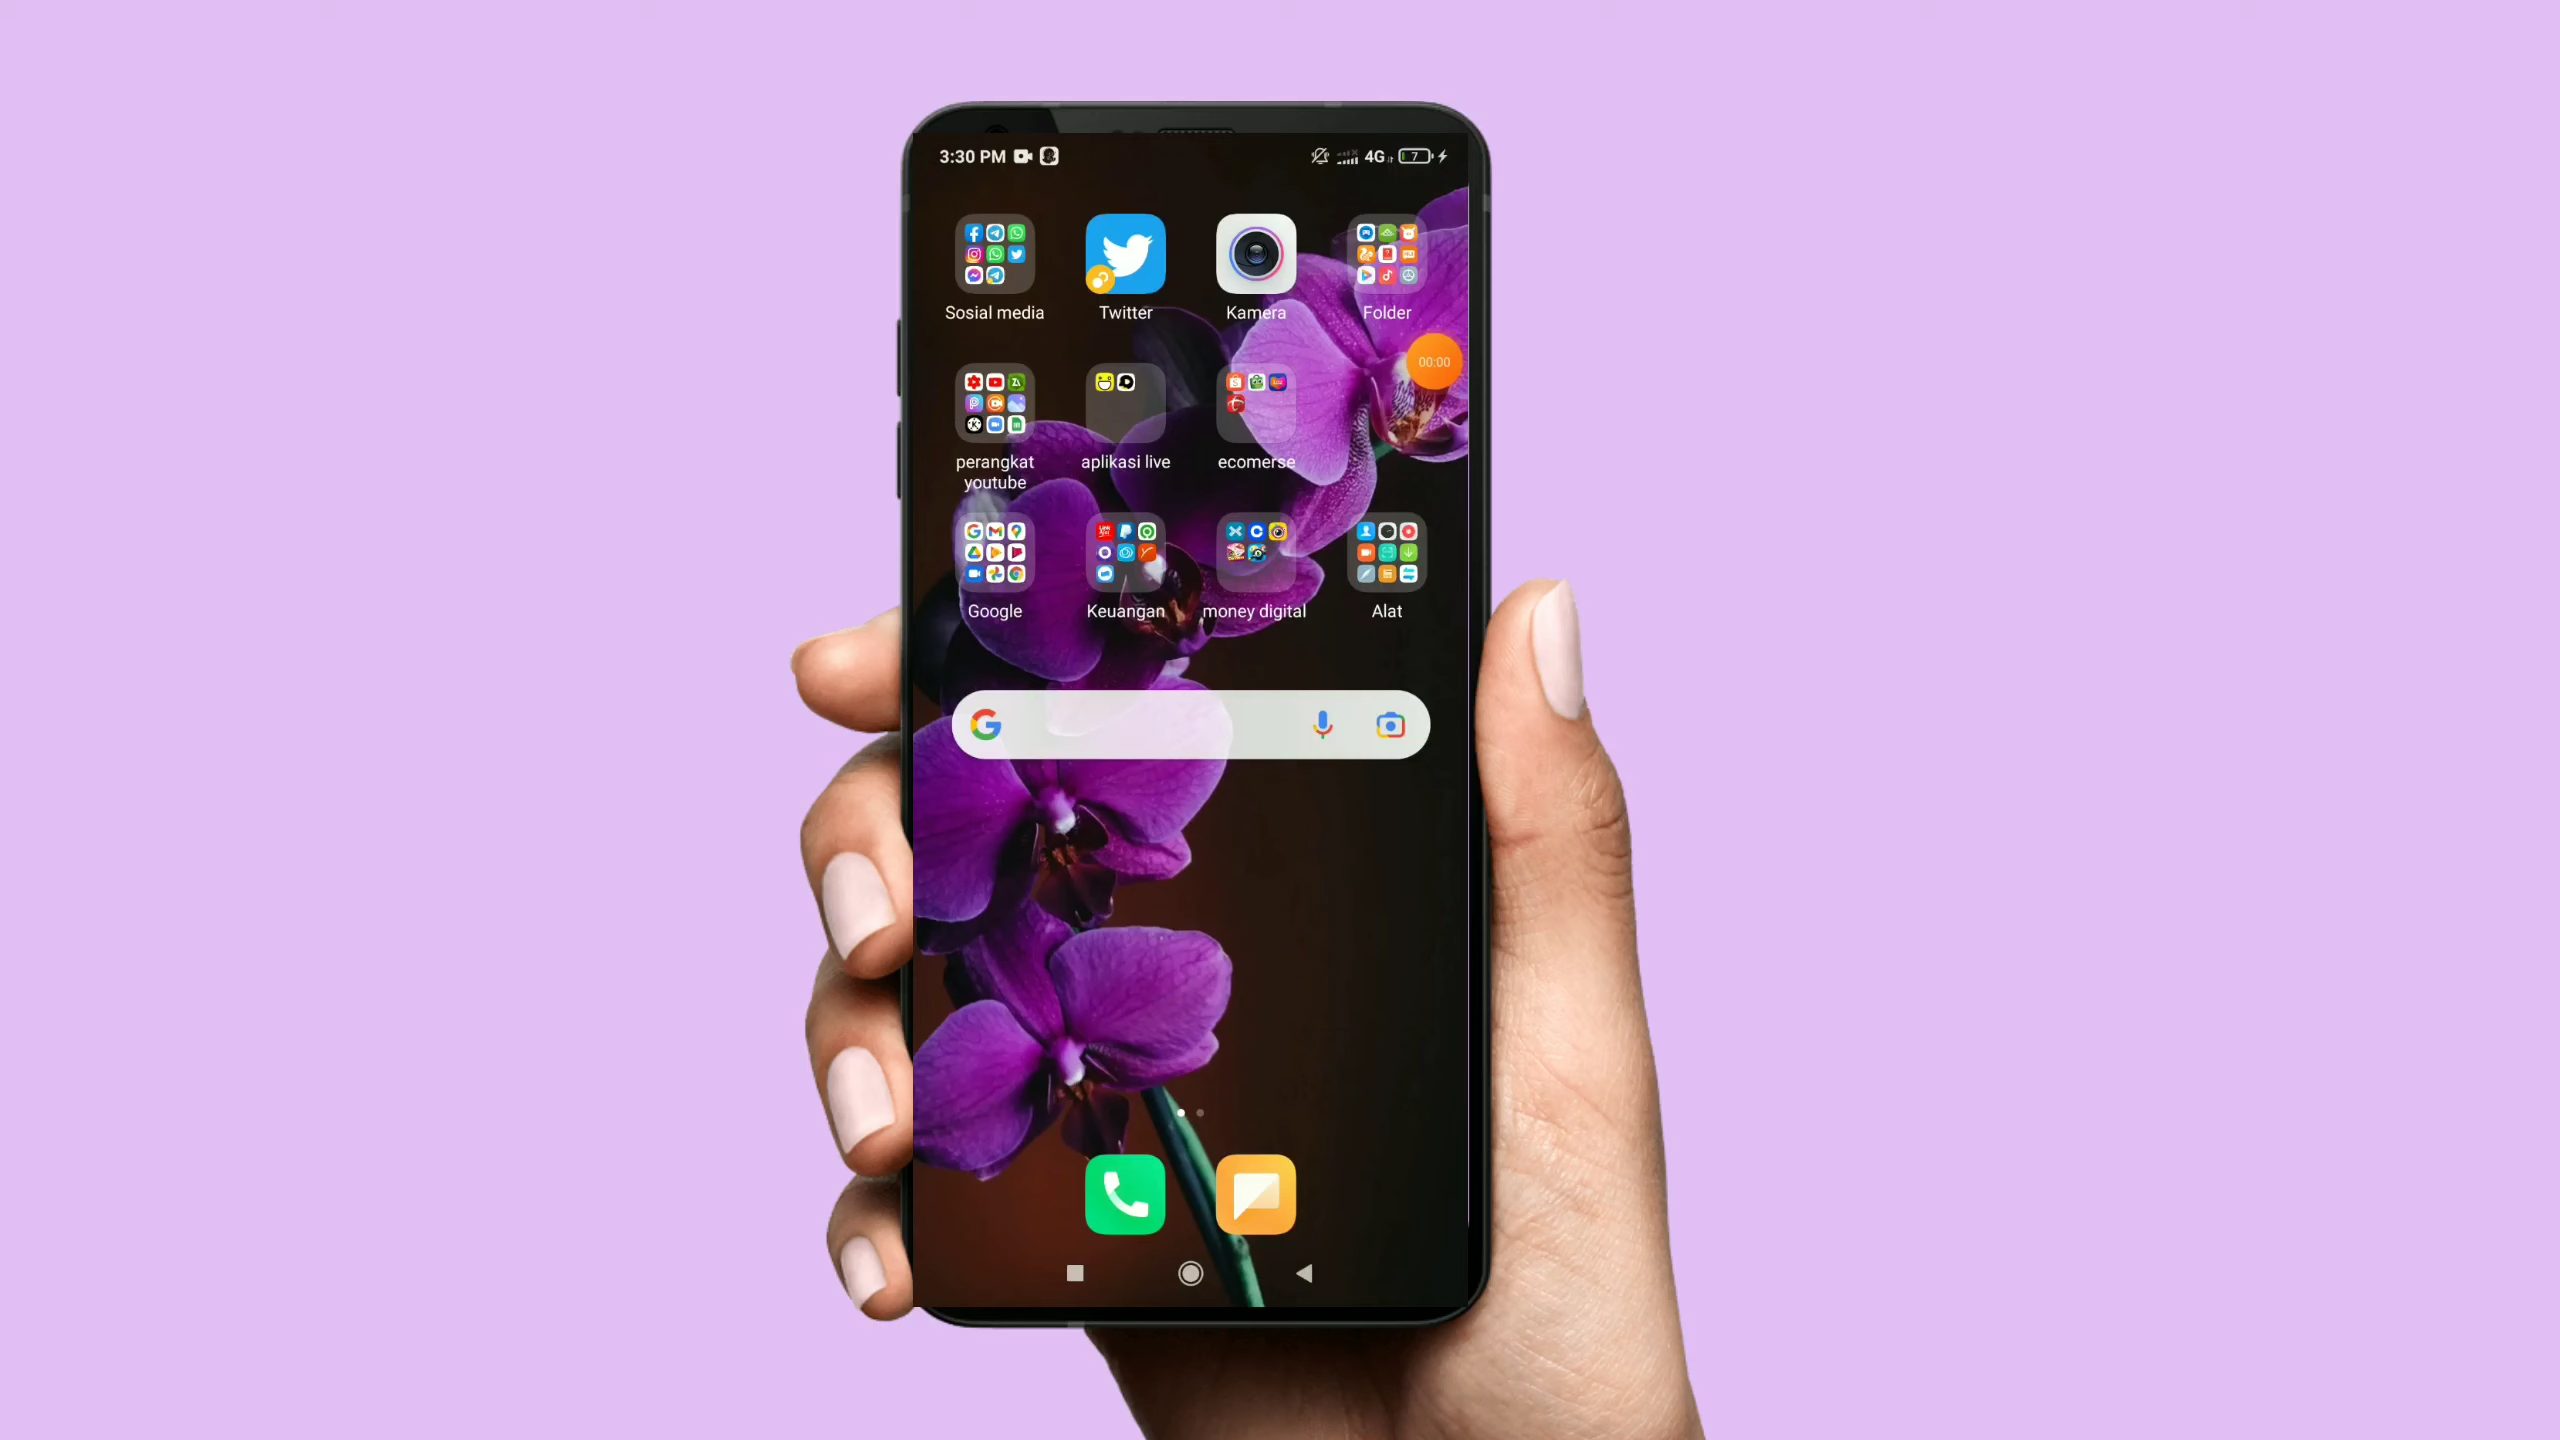 3:30 PM 4G 7
Sosial media Twitter Kamera Folder
00:00
perangkat youtube aplikasi live ecomerse
Google Keuangan money digital Alat